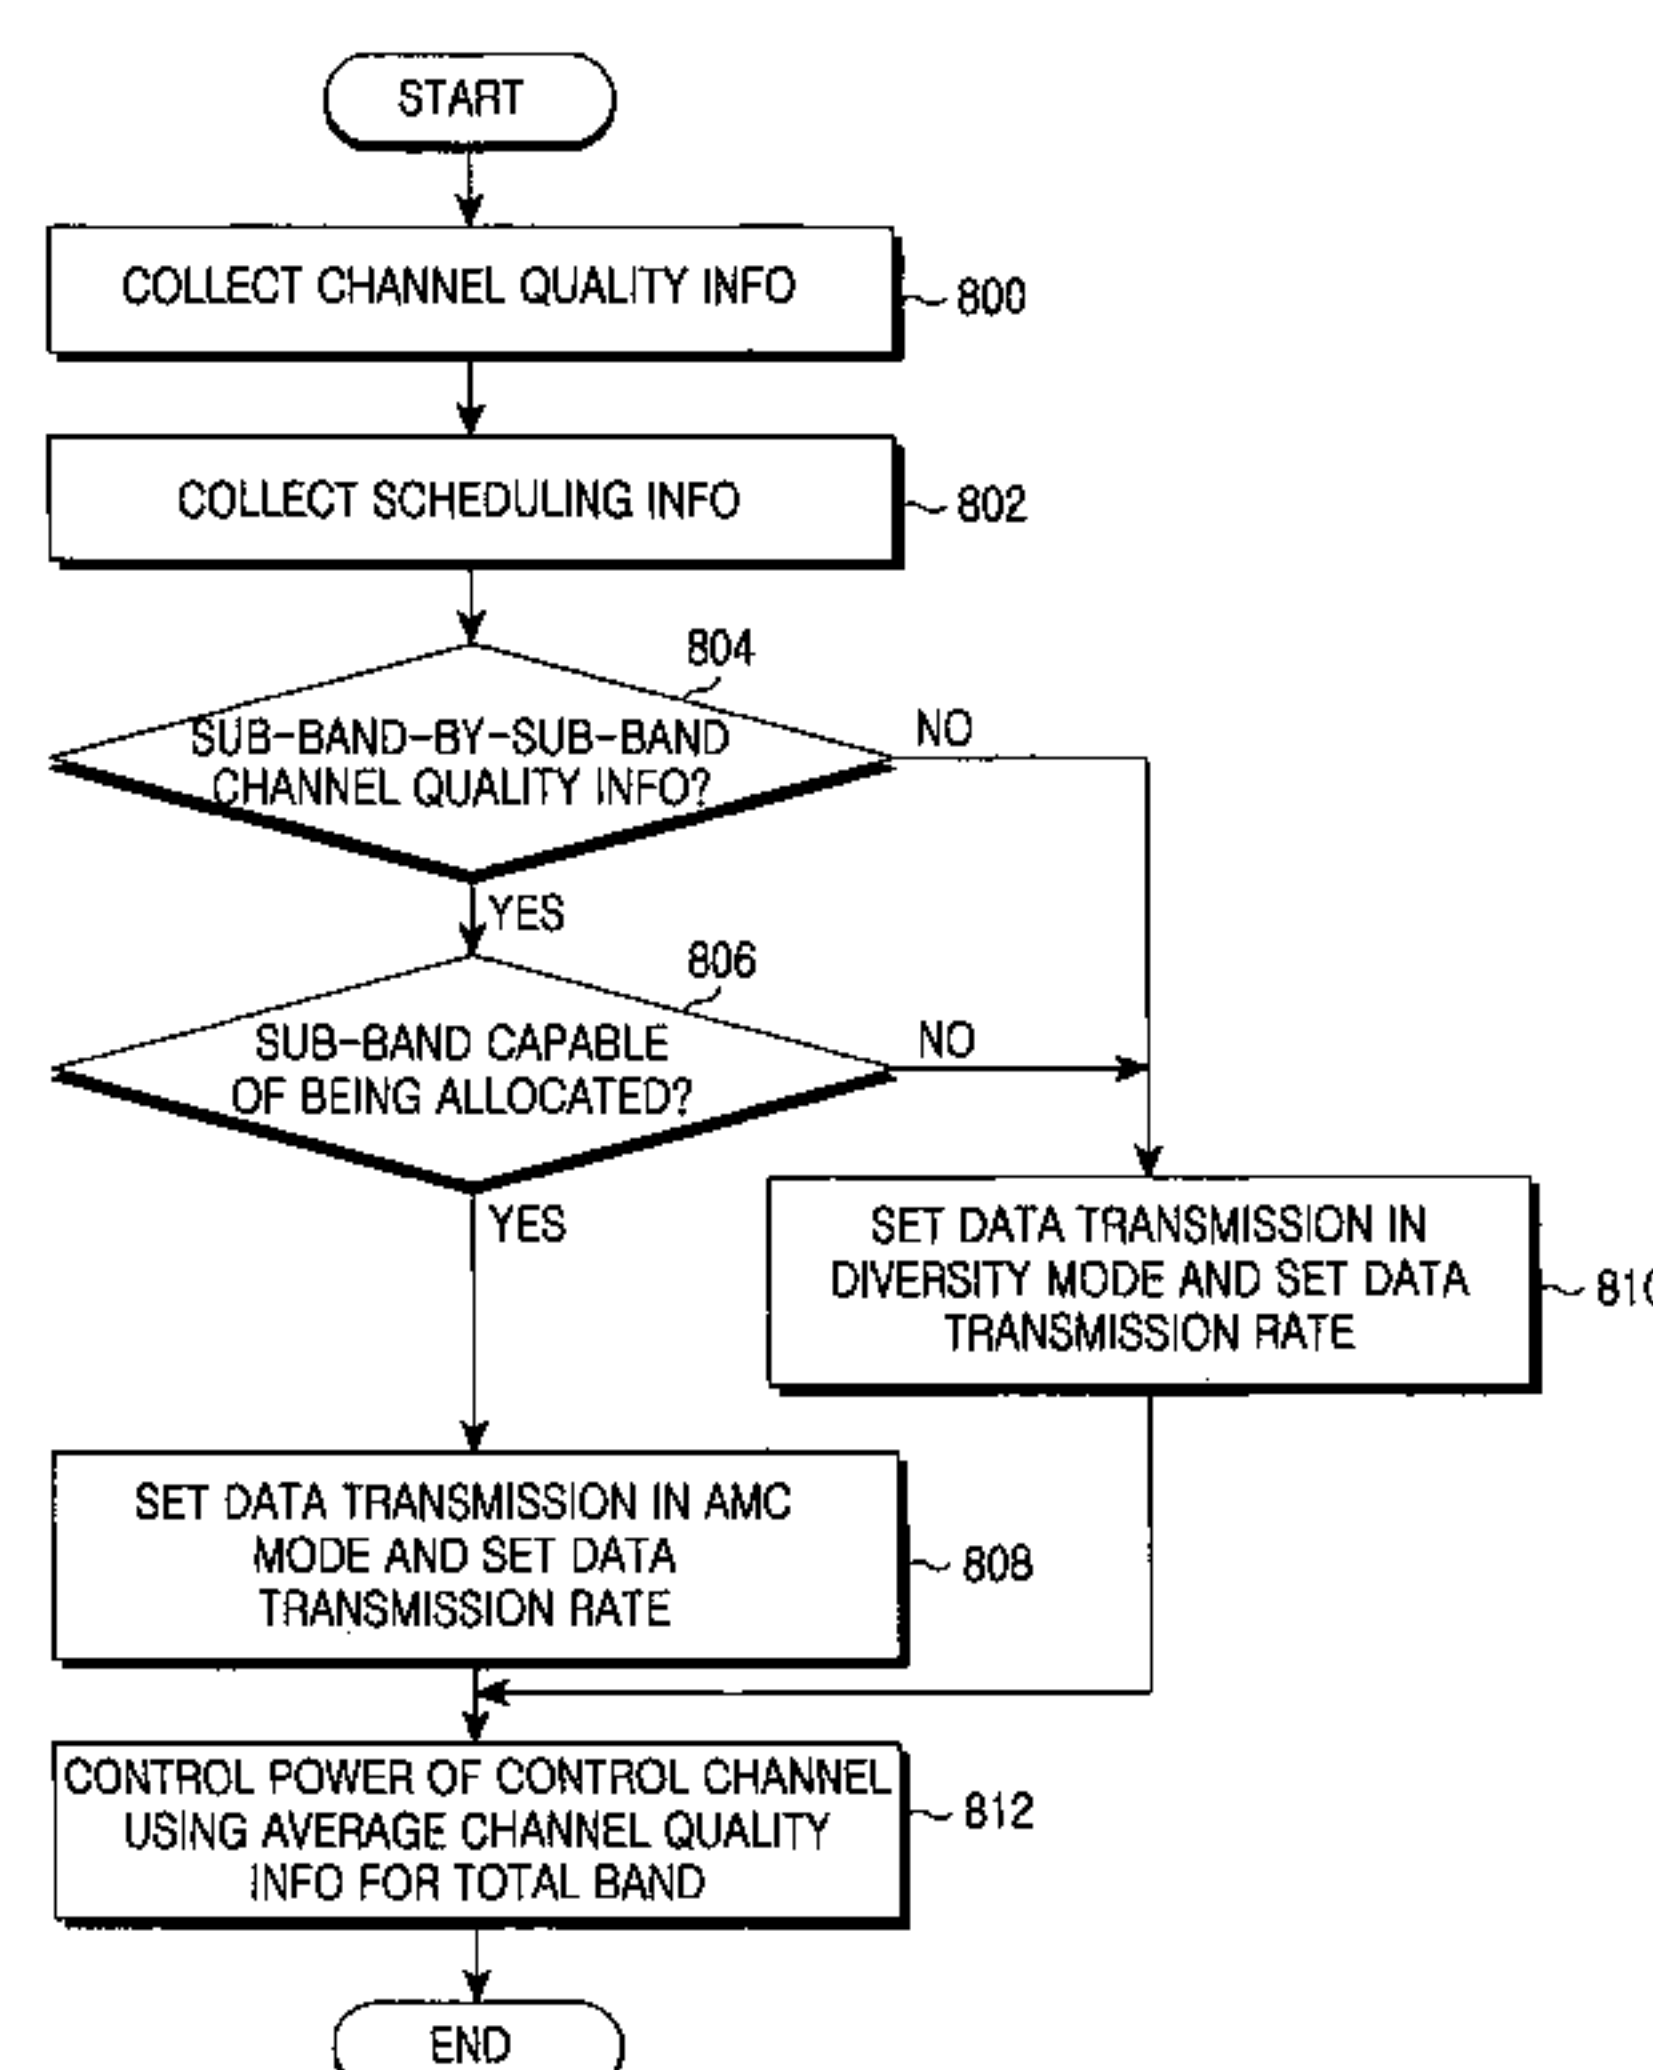 START
COLLECT CHANNEL QUALITY INFO
800
COLLECT SCHEDULING INFO
802
804
SUB-BAND-BY-SUB-BAND
CHANNEL QUALITY INFO?
NO
YES
806
SUB-BAND CAPABLE
OF BEING ALLOCATED?
NO
YES
SET DATA TRANSMISSION IN
DIVERSITY MODE AND SET DATA
TRANSMISSION RATE
810
SET DATA TRANSMISSION IN AMC
MODE AND SET DATA
TRANSMISSION RATE
808
CONTROL POWER OF CONTROL CHANNEL
USING AVERAGE CHANNEL QUALITY
INFO FOR TOTAL BAND
812
END